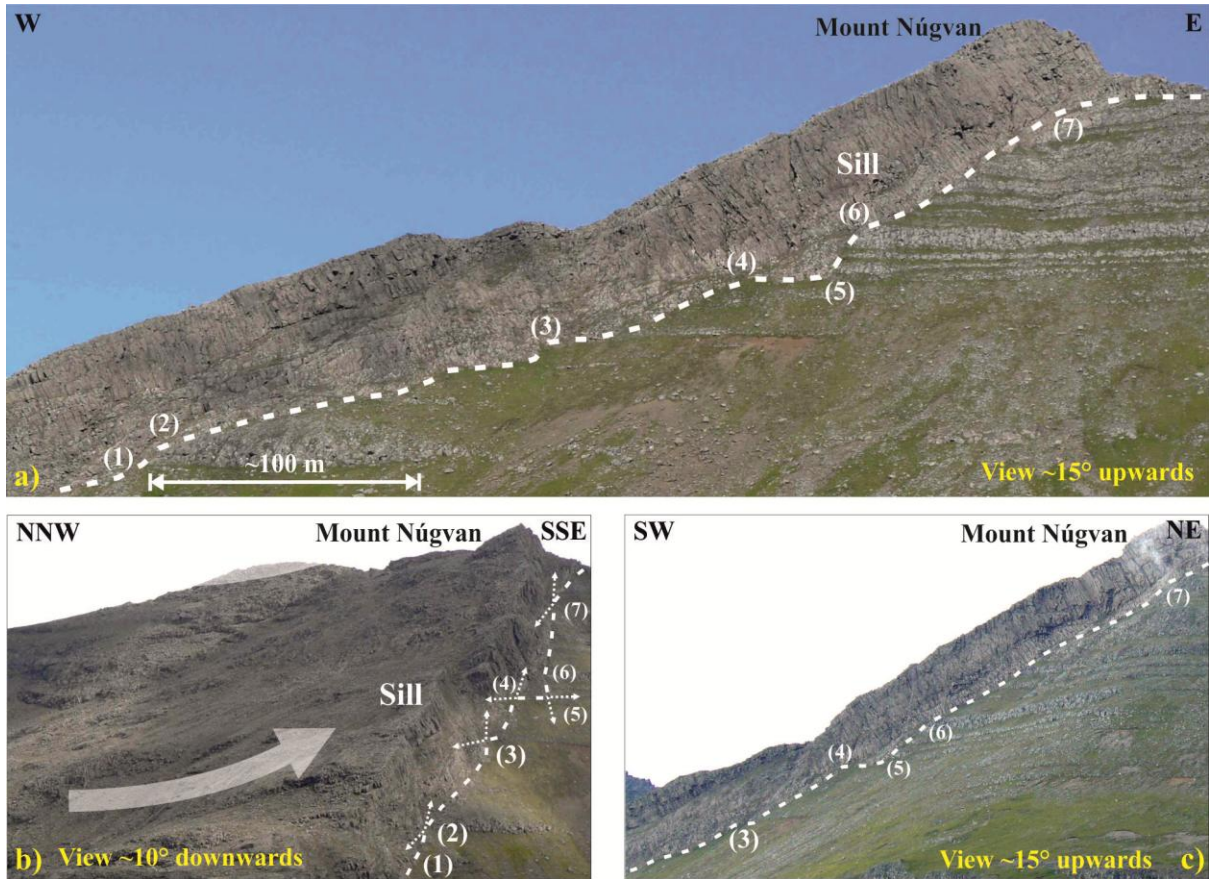 W
Mount Núgvan
E
(7)
Sill
(6)
(4)
(5)
(3)
(2)
(1)
~100 m
a)
View ~15° upwards
NNW
Mount Núgvan
SSE
(7)
Sill
(6)
(4)
(5)
(3)
(2)
(1)
b)
View ~10° downwards
SW
Mount Núgvan
NE
(7)
(6)
(4)
(5)
(3)
View ~15° upwards
c)